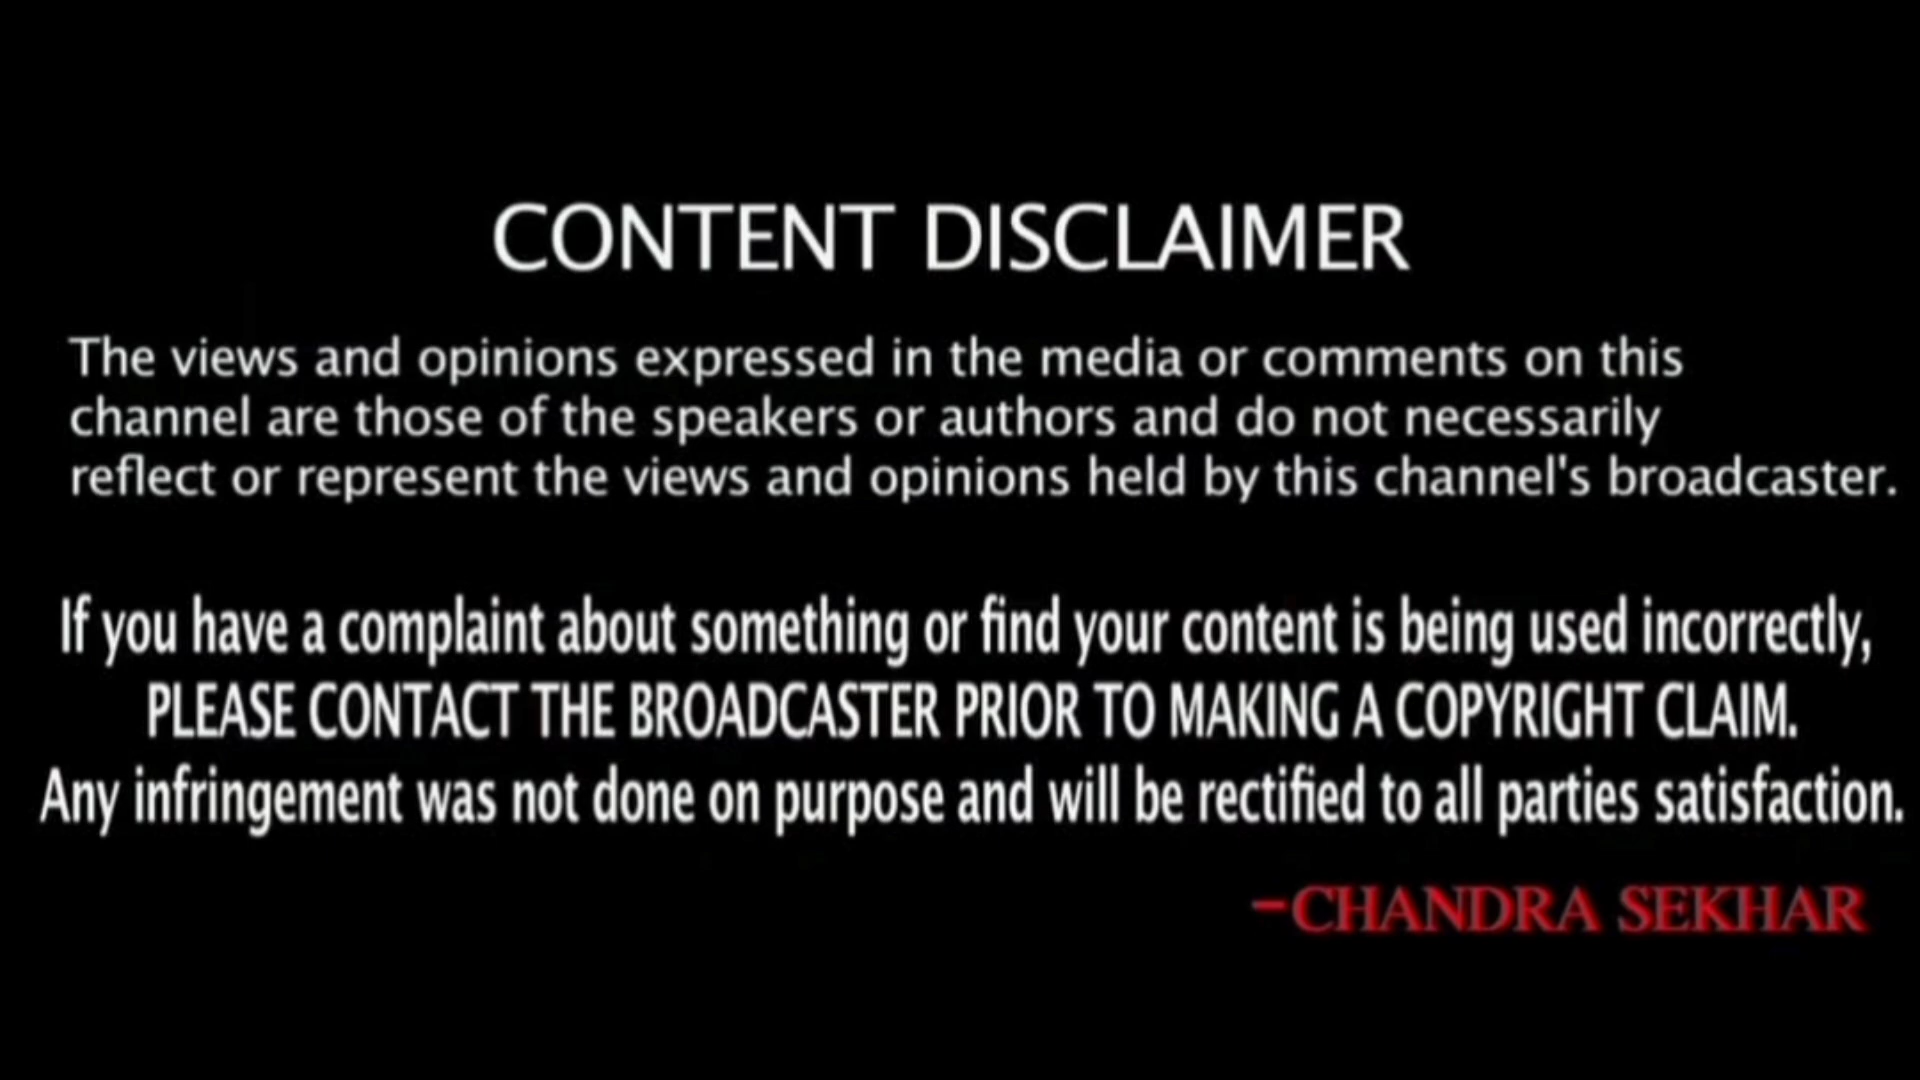 CONTENT DISCLAIMER
The views and opinions expressed in the media or comments on this
channel are those of the speakers or authors and do not necessarily
reflect or represent the views and opinions held by this channel's broadcaster.
If you have a complaint about something or find your content is being used incorrectly,
PLEASE CONTACT THE BROADCASTER PRIOR TO MAKING A COPYRIGHT CLAIM.
Any infringement was not done on purpose and will be rectified to all parties satisfaction.
-CHANDRA SEKHAR